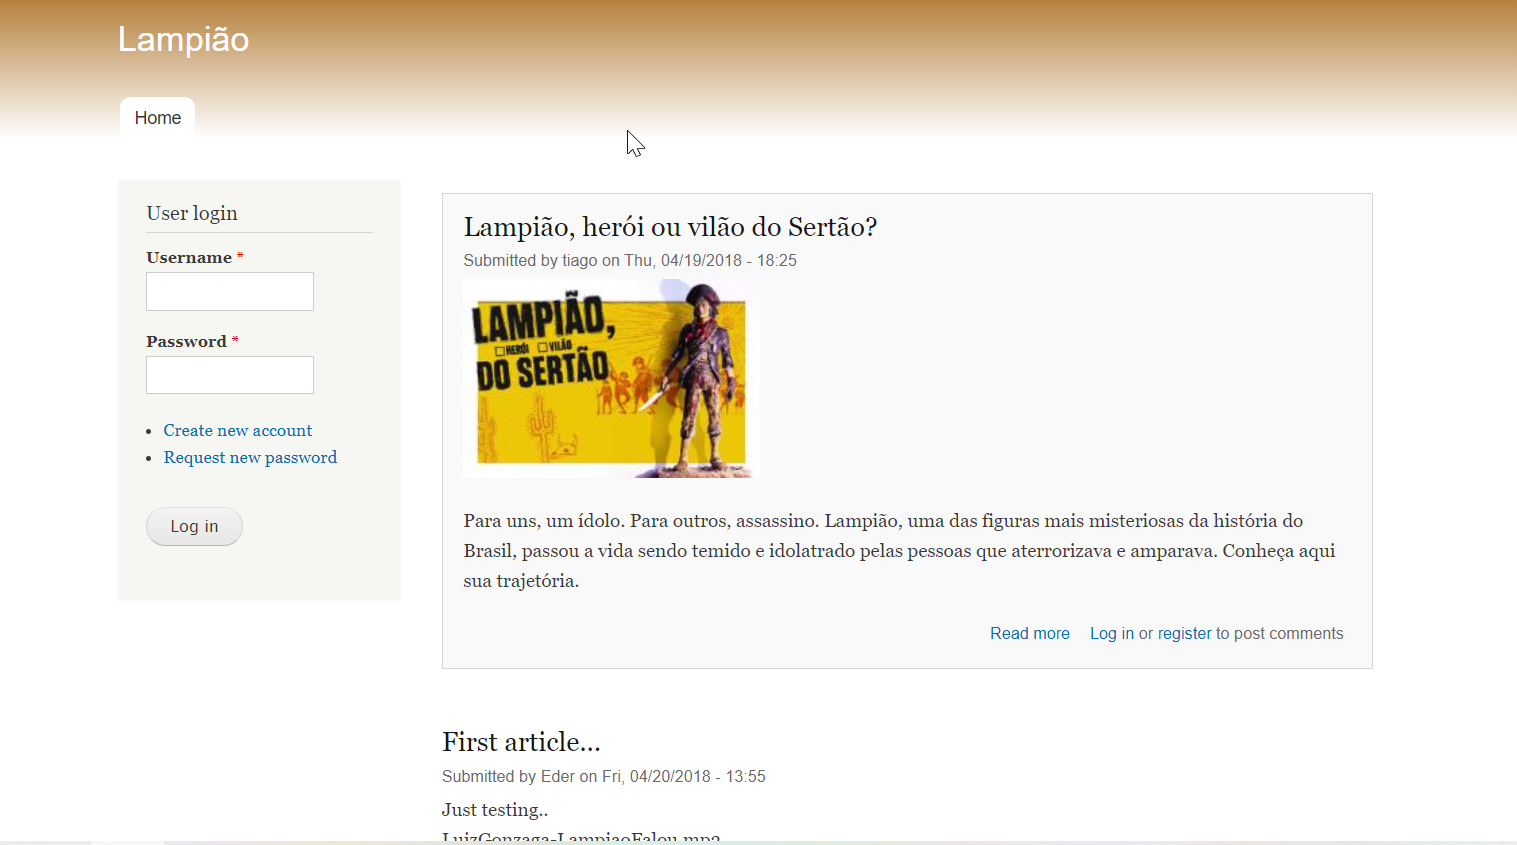 Lampião
Home
User login
Username *
Password *
Create new account
Request new password
Log in
Lampião, herói ou vilão do Sertão?
Submitted by tiago on Thu, 04/19/2018 - 18:25
LAMPIÃO,
HERÓI VILÃO
DO SERTÃO
Para uns, um ídolo. Para outros, assassino. Lampião, uma das figuras mais misteriosas da história do
Brasil, passou a vida sendo temido e idolatrado pelas pessoas que aterrorizava e amparava. Conheça aqui
sua trajetória.
Read more Log in or register to post comments
First article...
Submitted by Eder on Fri, 04/20/2018 - 13:55
Just testing..
LuizGonzaga-LampiaoFalou.mp3